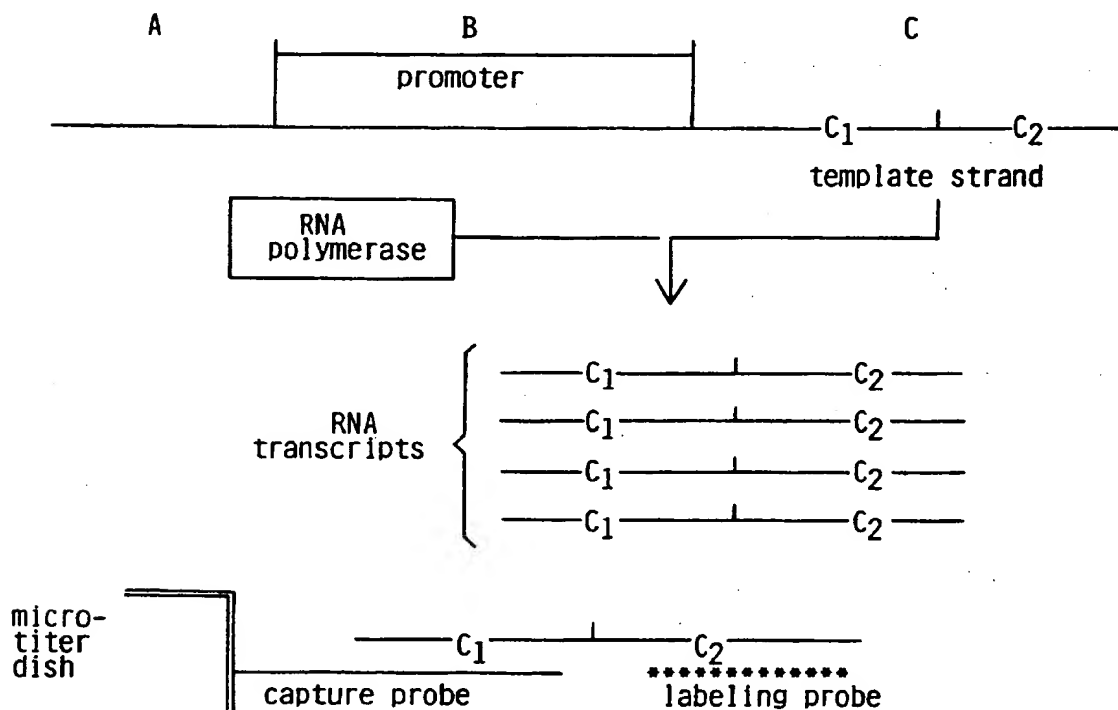 A B C
promoter
C1 C2
template strand
RNA
polymerase
C1 C2
C1 C2
RNA
transcripts
C1 C2
C1 C2
micro-
titer
dish
C1 C2
capture probe
labeling probe